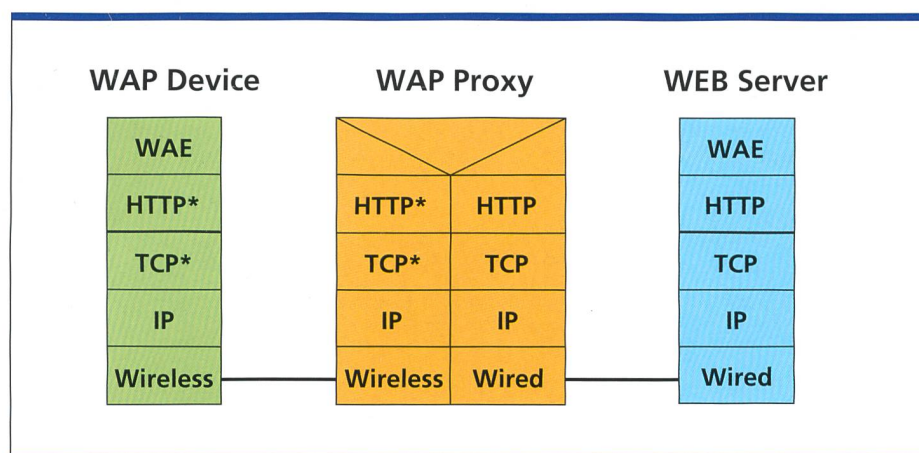 WAP Device WAP Proxy WEB Server
WAE WAE
HTTP* HTTP* HTTP HTTP
TCP* TCP* TCP TCP
IP IP IP IP
Wireless Wireless Wired Wired